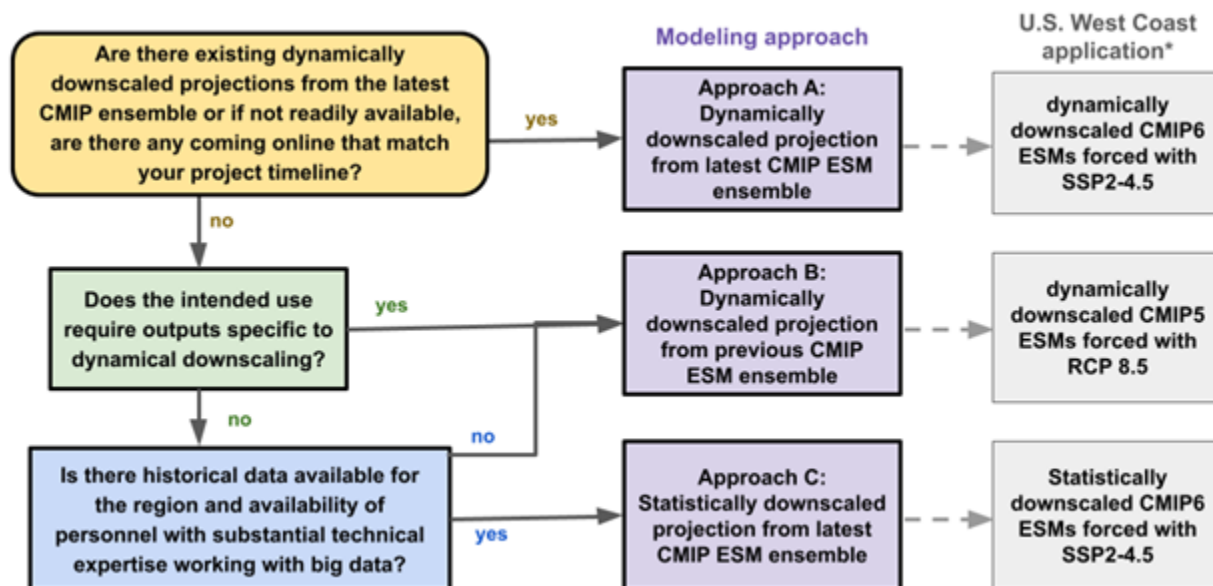 Modeling approach
U.S. West Coast
application*
Are there existing dynamically
downscaled projections from the latest
CMIP ensemble or if not readily available,
are there any coming online that match
your project timeline?
yes
Approach A:
Dynamically
downscaled projection
from latest CMIP ESM
ensemble
dynamically
downscaled CMIP6
ESMs forced with
SSP2-4.5
no
Does the intended use
require outputs specific to
dynamical downscaling?
yes
Approach B:
Dynamically
downscaled projection
from previous CMIP
ESM ensemble
dynamically
downscaled CMIP5
ESMs forced with
RCP 8.5
no
Is there historical data available for
the region and availability of
personnel with substantial technical
expertise working with big data?
no
yes
Approach C:
Statistically downscaled
projection from latest
CMIP ESM ensemble
Statistically
downscaled CMIP6
ESMs forced with
SSP2-4.5